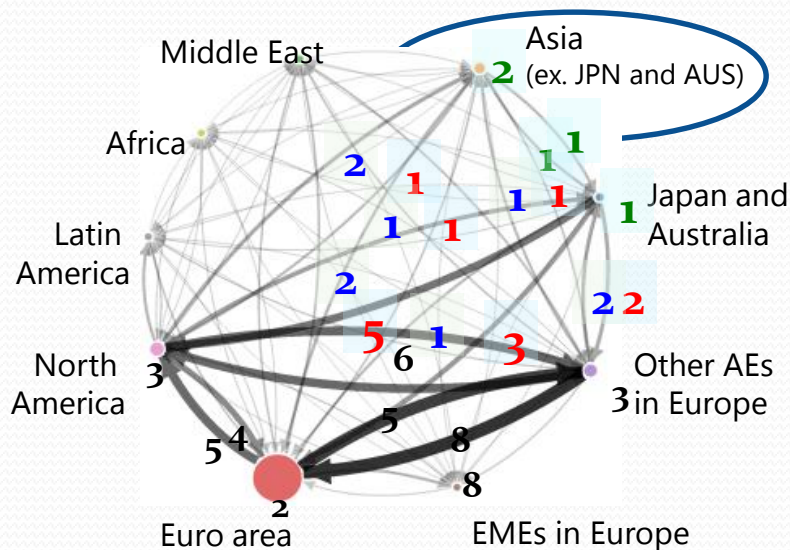 Middle East
Asia
(ex. JPN and AUS)
2
Africa
1
1
2
1
1
1
Japan and
Australia
1
1
1
Latin
America
2
2 2
5
1
3
6
North
America
3
Other AEs
in Europe
3
5
4
5
8
8
2
Euro area
EMEs in Europe